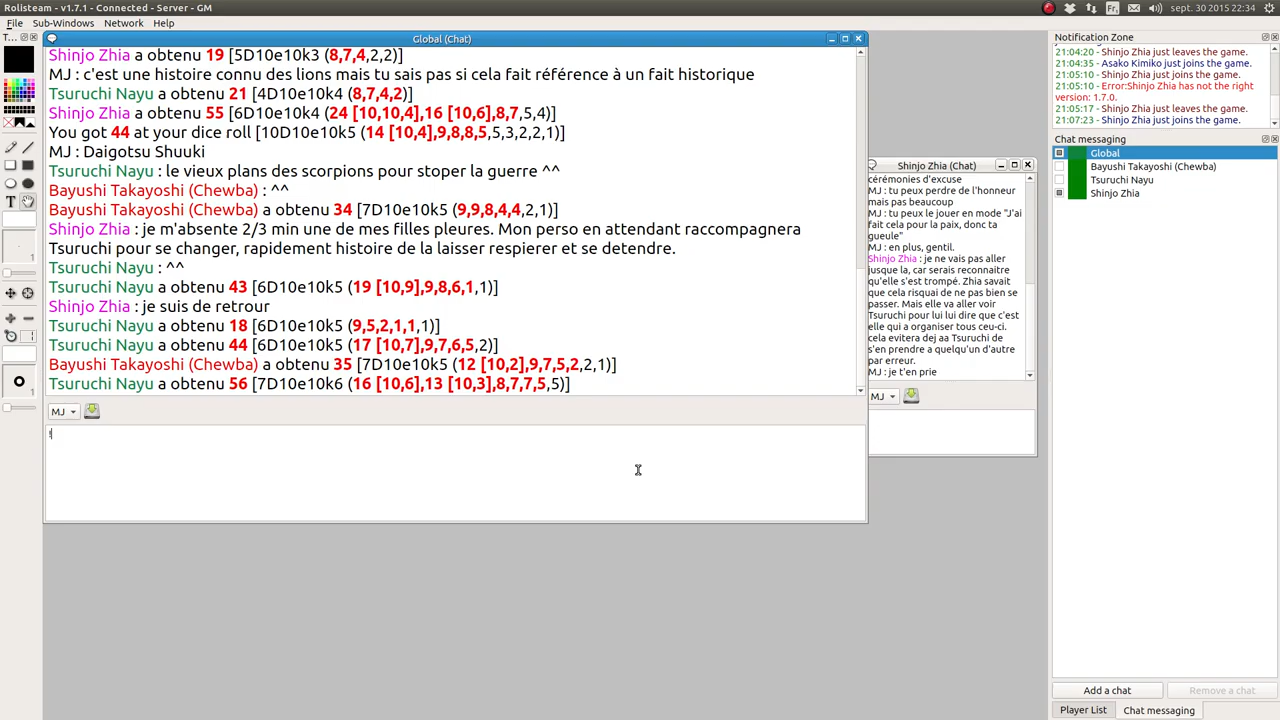 Rolisteam - v1.7.1 - Connected - Server - GM
Fr
sept. 30 2015 22:34
File Sub-Windows Network Help
T...
Global (Chat)
Shinjo Zhia a obtenu 19 [5D10e10k3 (8,7,4,2,2)]
MJ : c'est une histoire connu des lions mais tu sais pas si cela fait référence à un fait historique
Tsuruchi Nayu a obtenu 21 [4D10e10k4 (8,7,4,2)]
Shinjo Zhia a obtenu 55 [6D10e10k4 (24 [10,10,4],16 [10,6],8,7,5,4)]
You got 44 at your dice roll [10D10e10k5 (14 [10,4],9,8,8,5,5,3,2,2,1)]
MJ : Daigotsu Shuuki
Tsuruchi Nayu : le vieux plans des scorpions pour stoper la guerre ^^
Bayushi Takayoshi (Chewba) : ^^
Bayushi Takayoshi (Chewba) a obtenu 34 [7D10e10k5 (9,9,8,4,4,2,1)]
Shinjo Zhia : je m'absente 2/3 min une de mes filles pleures. Mon perso en attendant raccompagnera
Tsuruchi pour se changer, rapidement histoire de la laisser respierer et se detendre.
Tsuruchi Nayu : ^^
Tsuruchi Nayu a obtenu 43 [6D10e10k5 (19 [10,9],9,8,6,1,1)]
Shinjo Zhia : je suis de retrour
Tsuruchi Nayu a obtenu 18 [6D10e10k5 (9,5,2,1,1,1)]
Tsuruchi Nayu a obtenu 44 [6D10e10k5 (17 [10,7],9,7,6,5,2)]
Bayushi Takayoshi (Chewba) a obtenu 35 [7D10e10k5 (12 [10,2],9,7,5,2,2,1)]
Tsuruchi Nayu a obtenu 56 [7D10e10k6 (16 [10,6],13 [10,3],8,7,7,5,5)]
MJ
!
T
1
1
Shinjo Zhia (Chat)
cérémonies d'excuse
MJ : tu peux perdre de l'honneur
mais pas beaucoup
MJ : tu peux le jouer en mode "J'ai
fait cela pour la paix, donc ta
gueule"
MJ : en plus, gentil.
Shinjo Zhia : je ne vais pas aller
jusque la, car serais reconnaitre
qu'elle s'est trompé. Zhia savait
que cela risquai de ne pas bien se
passer. Mais elle va aller voir
Tsuruchi pour lui lui dire que c'est
elle qui a organiser tous ceu-ci.
cela evitera dej aa Tsuruchi de
s'en prendre a quelqu'un d'autre
par erreur.
MJ : je t'en prie
MJ
Notification Zone
21:04:20 - Shinjo Zhia just leaves the game.
21:04:35 - Asako Kimiko just joins the game.
21:05:10 - Shinjo Zhia just joins the game.
21:05:10 - Error:Shinjo Zhia has not the right
version: 1.7.0.
21:05:17 - Shinjo Zhia just leaves the game.
21:07:23 - Shinjo Zhia just joins the game.
Chat messaging
Global
Bayushi Takayoshi (Chewba)
Tsuruchi Nayu
Shinjo Zhia
Add a chat
Remove a chat
Player List
Chat messaging